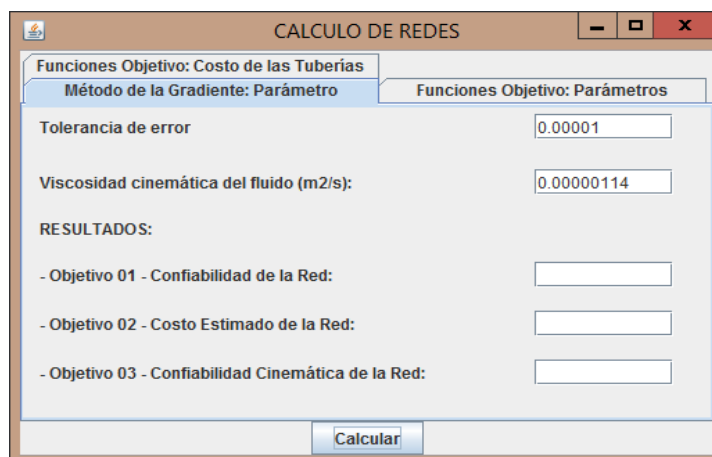 CALCULO DE REDES
Funciones Objetivo: Costo de las Tuberías
Método de la Gradiente: Parámetro
Funciones Objetivo: Parámetros
Tolerancia de error
0.00001
Viscosidad cinemática del fluido (m2/s):
0.00000114
RESULTADOS:
- Objetivo 01 - Confiabilidad de la Red:
- Objetivo 02 - Costo Estimado de la Red:
- Objetivo 03 - Confiabilidad Cinemática de la Red:
Calcular